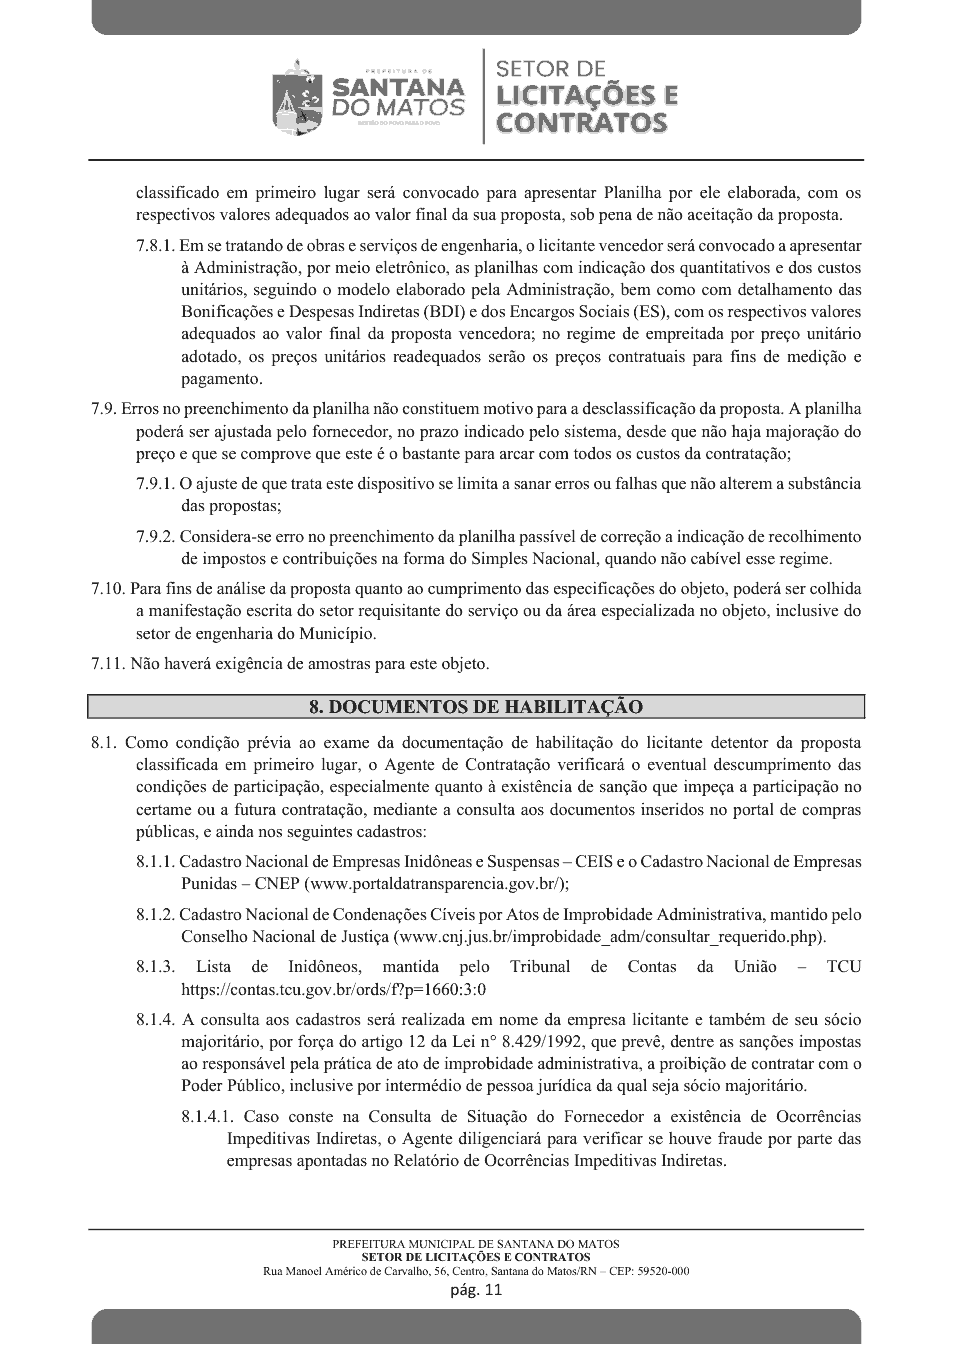 PREFEITURA DE
SANTANA
DO MATOS
GESTÃO DO POVO PARA O POVO
SETOR DE
LICITAÇÕES E
CONTRATOS
classificado em primeiro lugar será convocado para apresentar Planilha por ele elaborada, com os
respectivos valores adequados ao valor final da sua proposta, sob pena de não aceitação da proposta.
7.8.1. Em se tratando de obras e serviços de engenharia, o licitante vencedor será convocado a apresentar
à Administração, por meio eletrônico, as planilhas com indicação dos quantitativos e dos custos
unitários, seguindo o modelo elaborado pela Administração, bem como com detalhamento das
Bonificações e Despesas Indiretas (BDI) e dos Encargos Sociais (ES), com os respectivos valores
adequados ao valor final da proposta vencedora; no regime de empreitada por preço unitário
adotado, os preços unitários readequados serão os preços contratuais para fins de medição e
pagamento.
7.9. Erros no preenchimento da planilha não constituem motivo para a desclassificação da proposta. A planilha
poderá ser ajustada pelo fornecedor, no prazo indicado pelo sistema, desde que não haja majoração do
preço e que se comprove que este é o bastante para arcar com todos os custos da contratação;
7.9.1. O ajuste de que trata este dispositivo se limita a sanar erros ou falhas que não alterem a substância
das propostas;
7.9.2. Considera-se erro no preenchimento da planilha passível de correção a indicação de recolhimento
de impostos e contribuições na forma do Simples Nacional, quando não cabível esse regime.
7.10. Para fins de análise da proposta quanto ao cumprimento das especificações do objeto, poderá ser colhida
a manifestação escrita do setor requisitante do serviço ou da área especializada no objeto, inclusive do
setor de engenharia do Município.
7.11. Não haverá exigência de amostras para este objeto.
8. DOCUMENTOS DE HABILITAÇÃO
8.1. Como condição prévia ao exame da documentação de habilitação do licitante detentor da proposta
classificada em primeiro lugar, o Agente de Contratação verificará o eventual descumprimento das
condições de participação, especialmente quanto à existência de sanção que impeça a participação no
certame ou a futura contratação, mediante a consulta aos documentos inseridos no portal de compras
públicas, e ainda nos seguintes cadastros:
8.1.1. Cadastro Nacional de Empresas Inidôneas e Suspensas – CEIS e o Cadastro Nacional de Empresas
Punidas – CNEP (www.portaldatransparencia.gov.br/);
8.1.2. Cadastro Nacional de Condenações Cíveis por Atos de Improbidade Administrativa, mantido pelo
Conselho Nacional de Justiça (www.cnj.jus.br/improbidade_adm/consultar_requerido.php).
8.1.3. Lista de Inidôneos, mantida pelo Tribunal de Contas da União – TCU
https://contas.tcu.gov.br/ords/f?p=1660:3:0
8.1.4. A consulta aos cadastros será realizada em nome da empresa licitante e também de seu sócio
majoritário, por força do artigo 12 da Lei n° 8.429/1992, que prevê, dentre as sanções impostas
ao responsável pela prática de ato de improbidade administrativa, a proibição de contratar com o
Poder Público, inclusive por intermédio de pessoa jurídica da qual seja sócio majoritário.
8.1.4.1. Caso conste na Consulta de Situação do Fornecedor a existência de Ocorrências
Impeditivas Indiretas, o Agente diligenciará para verificar se houve fraude por parte das
empresas apontadas no Relatório de Ocorrências Impeditivas Indiretas.
PREFEITURA MUNICIPAL DE SANTANA DO MATOS
SETOR DE LICITAÇÕES E CONTRATOS
Rua Manoel Américo de Carvalho, 56, Centro, Santana do Matos/RN – CEP: 59520-000
pág. 11